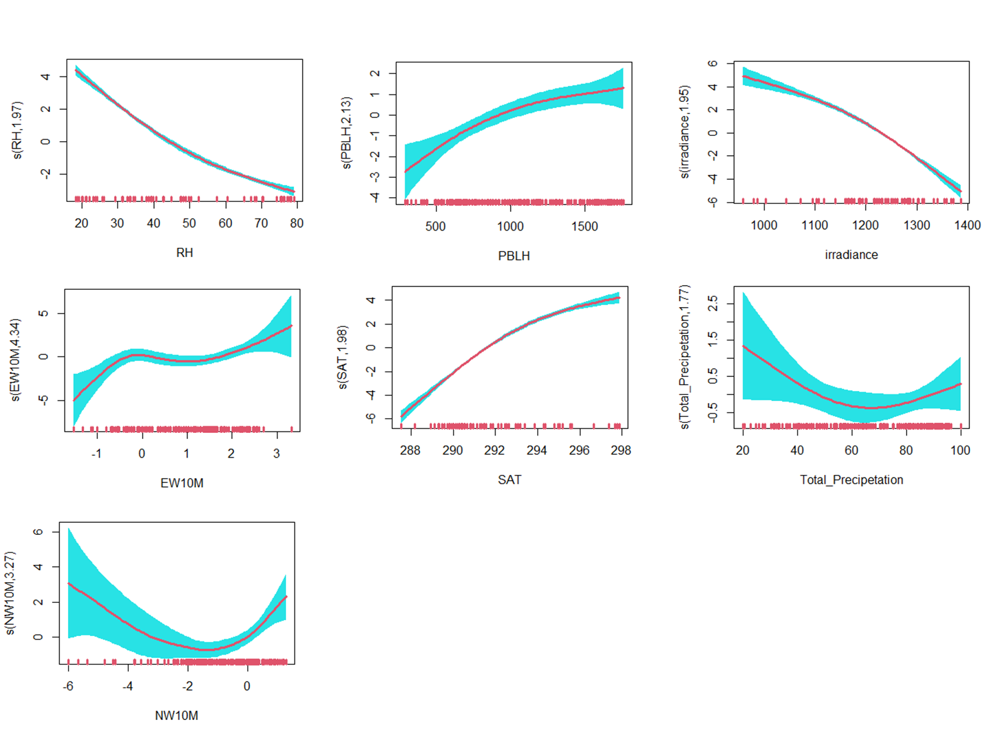 s(RH,1.97)
4
2
0
-2
20 30 40 50 60 70 80
RH
s(PBLH,2.13)
2
1
0
-1
-2
-3
-4
500 1000 1500
PBLH
s(irradiance,1.95)
6
4
2
0
-2
-4
-6
1000 1100 1200 1300 1400
irradiance
s(EW10M,4.34)
5
0
-5
-1 0 1 2 3
EW10M
s(SAT,1.98)
4
2
0
-2
-4
-6
288 290 292 294 296 298
SAT
s(Total_Precipetation,1.77)
2.5
1.5
0.5
-0.5
20 40 60 80 100
Total_Precipetation
s(NW10M,3.27)
6
4
2
0
-6 -4 -2 0
NW10M